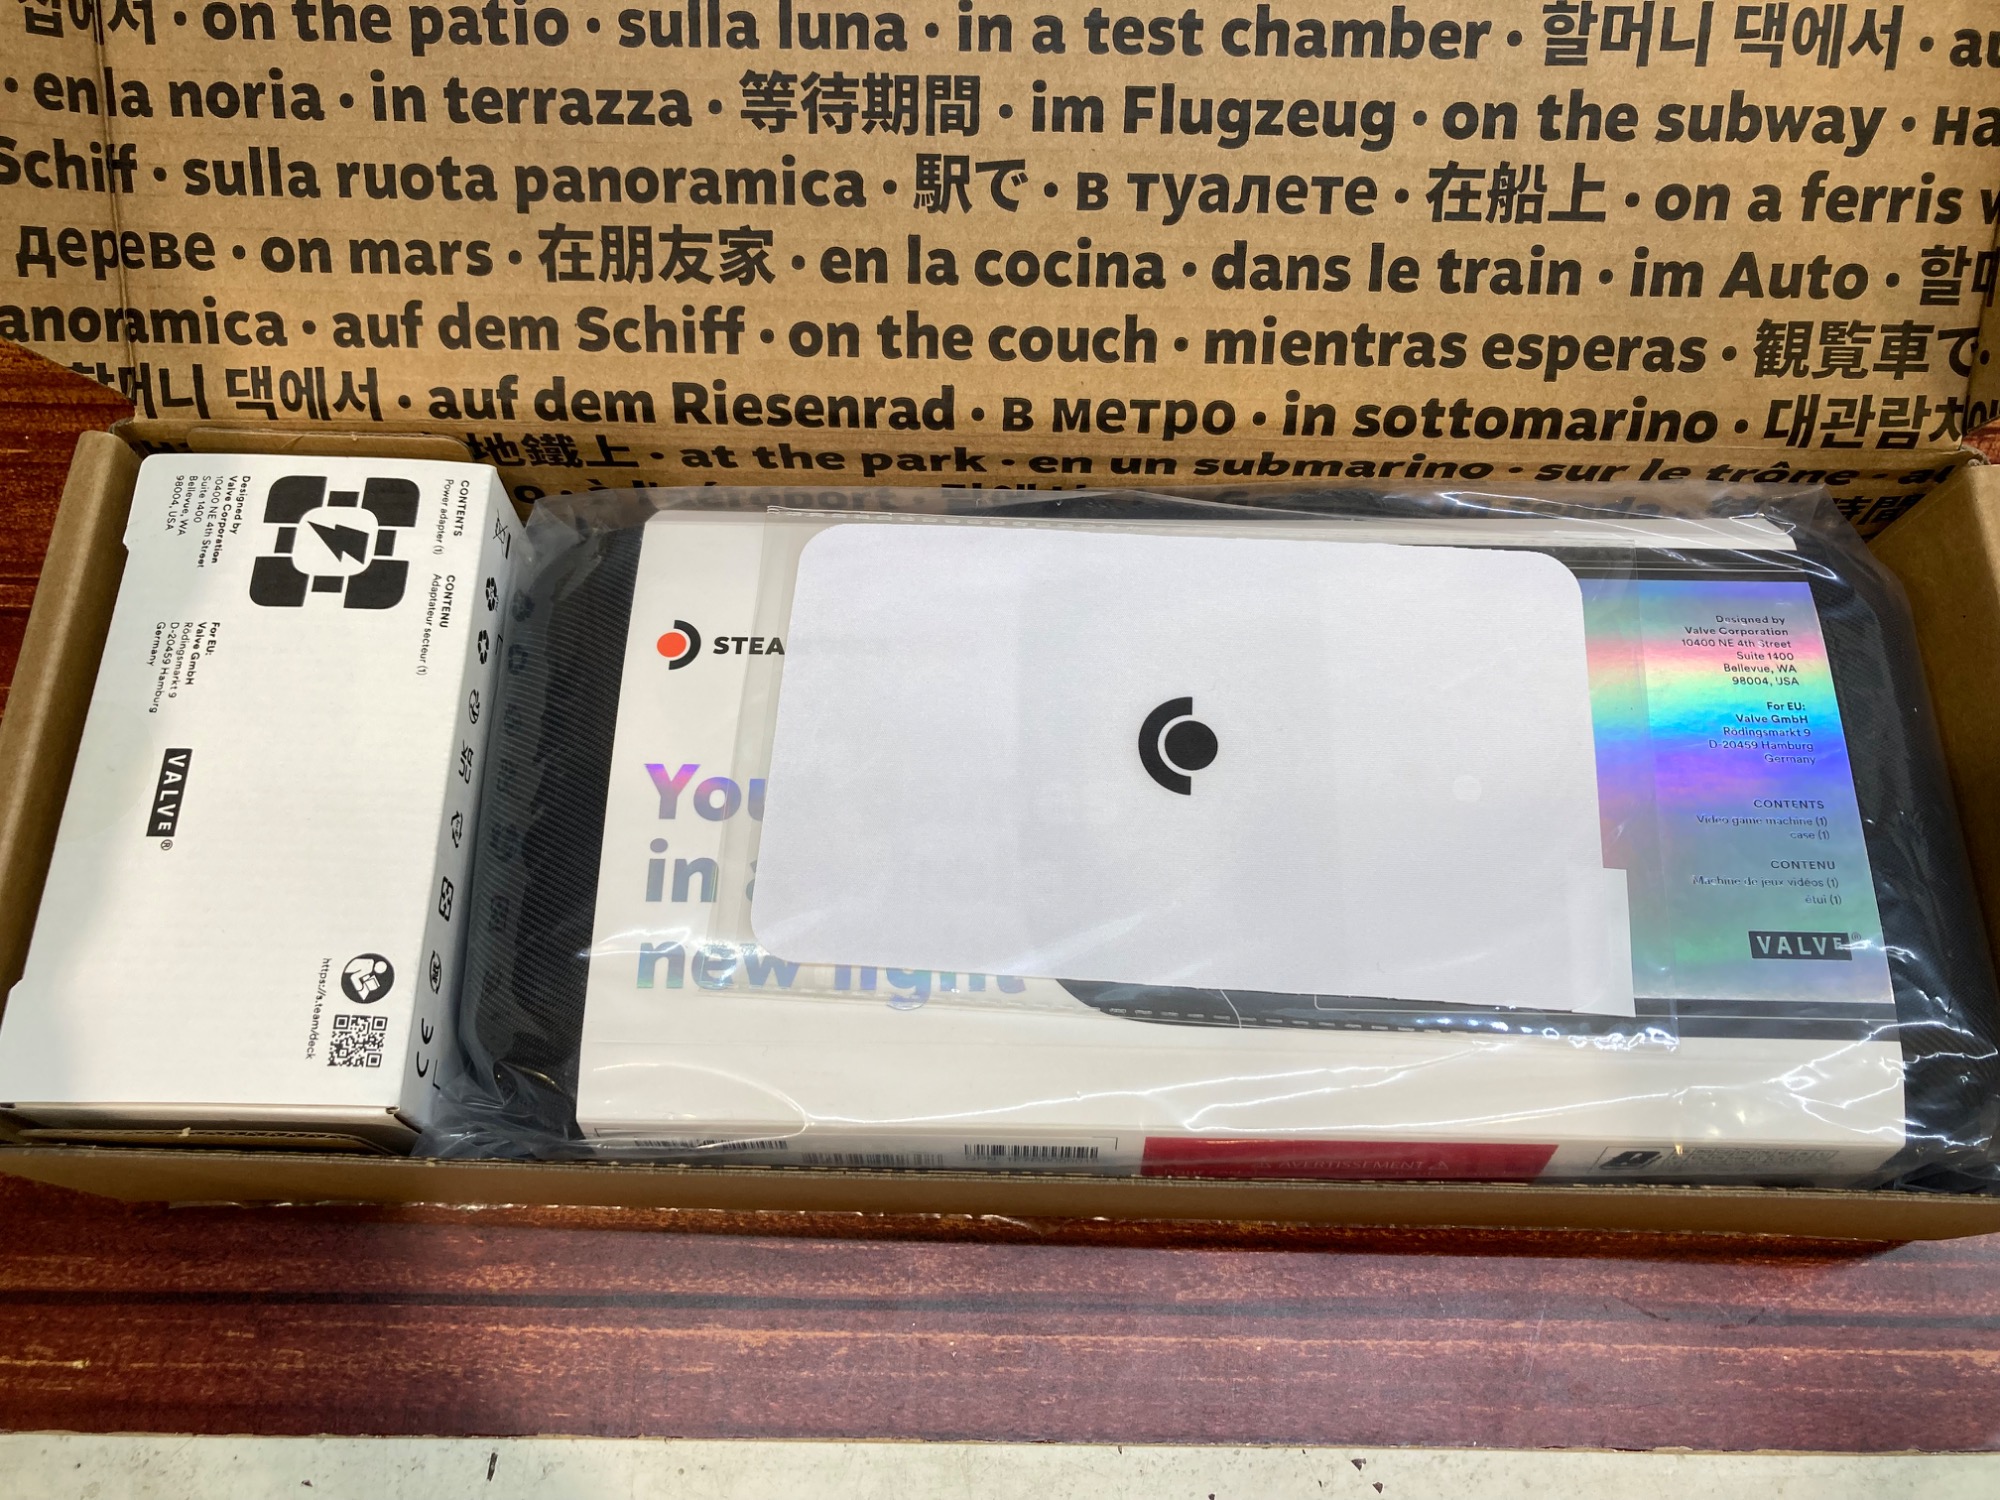 접에서 · on the patio · sulla luna · in a test chamber · 할머니 댁에서 ·
· en la noria · in terrazza · 等待期間 · im Flugzeug · on the subway ·
Schiff · sulla ruota panoramica · 駅で · в туалете · 在船上 · on a ferris
дереве · on mars · 在朋友家 · en la cocina · dans le train · im Auto ·
anoramica · auf dem Schiff · on the couch · mientras esperas · 観覧車で
할머니 댁에서 · auf dem Riesenrad · в метро · in sottomarino · 대관람차
地鐵上 · at the park · en un submarino · sur le trône ·
CONTENTS
Power adapter (1)
CONTENU
Adaptateur secteur (1)
Designed by
Valve Corporation
10400 NE 4th Street
Suite 1400
Bellevue, WA
98004, USA
For EU:
Valve GmbH
Rödingsmarkt 9
D-20459 Hamburg
Germany
VALVE®
https://s.team/deck
STEA
You
in a
new light
Designed by
Valve Corporation
10400 NE 4th Street
Suite 1400
Bellevue, WA
98004, USA
For EU:
Valve GmbH
Rödingsmarkt 9
D-20459 Hamburg
Germany
CONTENTS
Video game machine (1)
case (1)
CONTENU
Machine de jeux vidéos (1)
étui (1)
VALVE®
AVERTISSEMENT